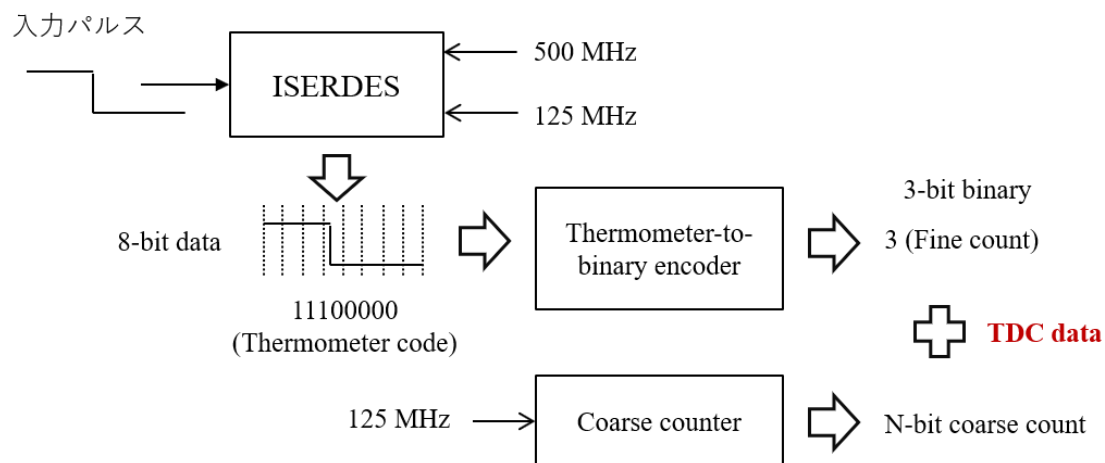 入力パルス
ISERDES
500 MHz
125 MHz
8-bit data
11100000
(Thermometer code)
Thermometer-to-
binary encoder
3-bit binary
3 (Fine count)
TDC data
125 MHz
Coarse counter
N-bit coarse count